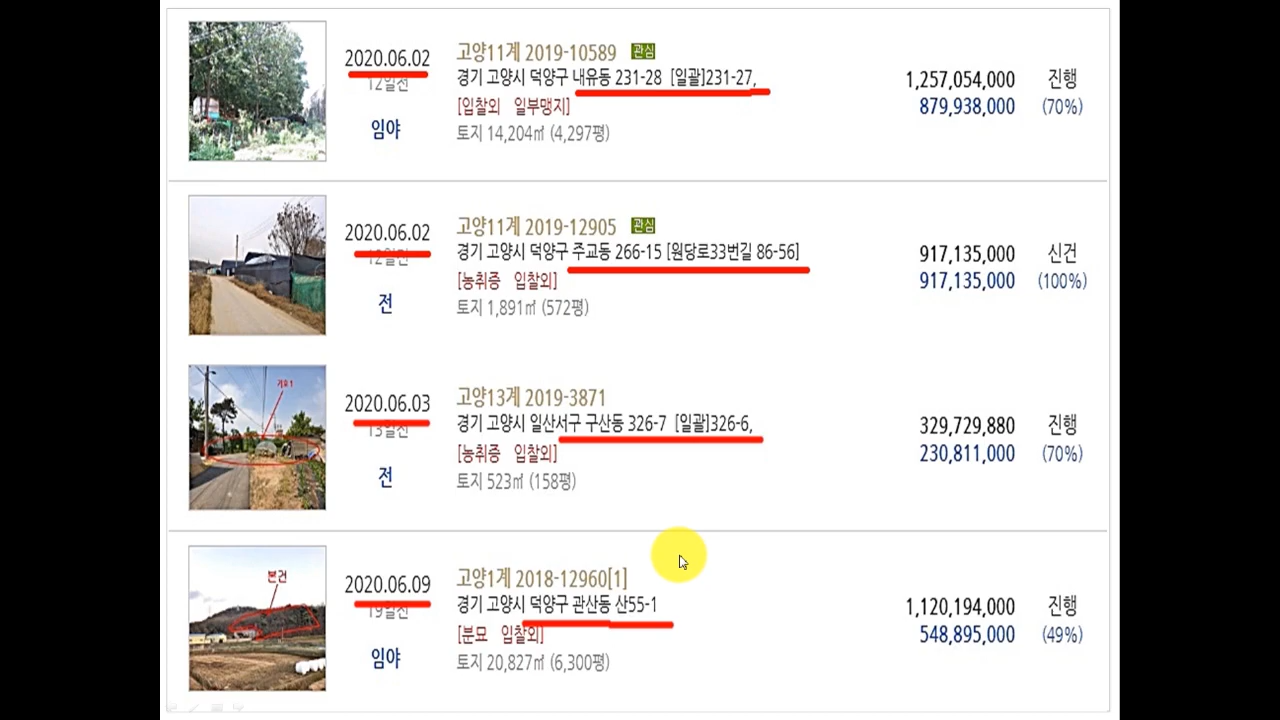 2020.06.02
12일전
임야
고양11계 2019-10589 관심
경기 고양시 덕양구 내유동 231-28 [일괄]231-27,
[입찰외 일부맹지]
토지 14,204㎡ (4,297평)
1,257,054,000 진행
879,938,000 (70%)
2020.06.02
12일전
전
고양11계 2019-12905 관심
경기 고양시 덕양구 주교동 266-15 [원당로33번길 86-56]
[농취증 입찰외]
토지 1,891㎡ (572평)
917,135,000 신건
917,135,000 (100%)
기호1
2020.06.03
13일전
전
고양13계 2019-3871
경기 고양시 일산서구 구산동 326-7 [일괄]326-6,
[농취증 입찰외]
토지 523㎡ (158평)
329,729,880 진행
230,811,000 (70%)
본건
2020.06.09
19일전
임야
고양1계 2018-12960[1]
경기 고양시 덕양구 관산동 산55-1
[분묘 입찰외]
토지 20,827㎡ (6,300평)
1,120,194,000 진행
548,895,000 (49%)